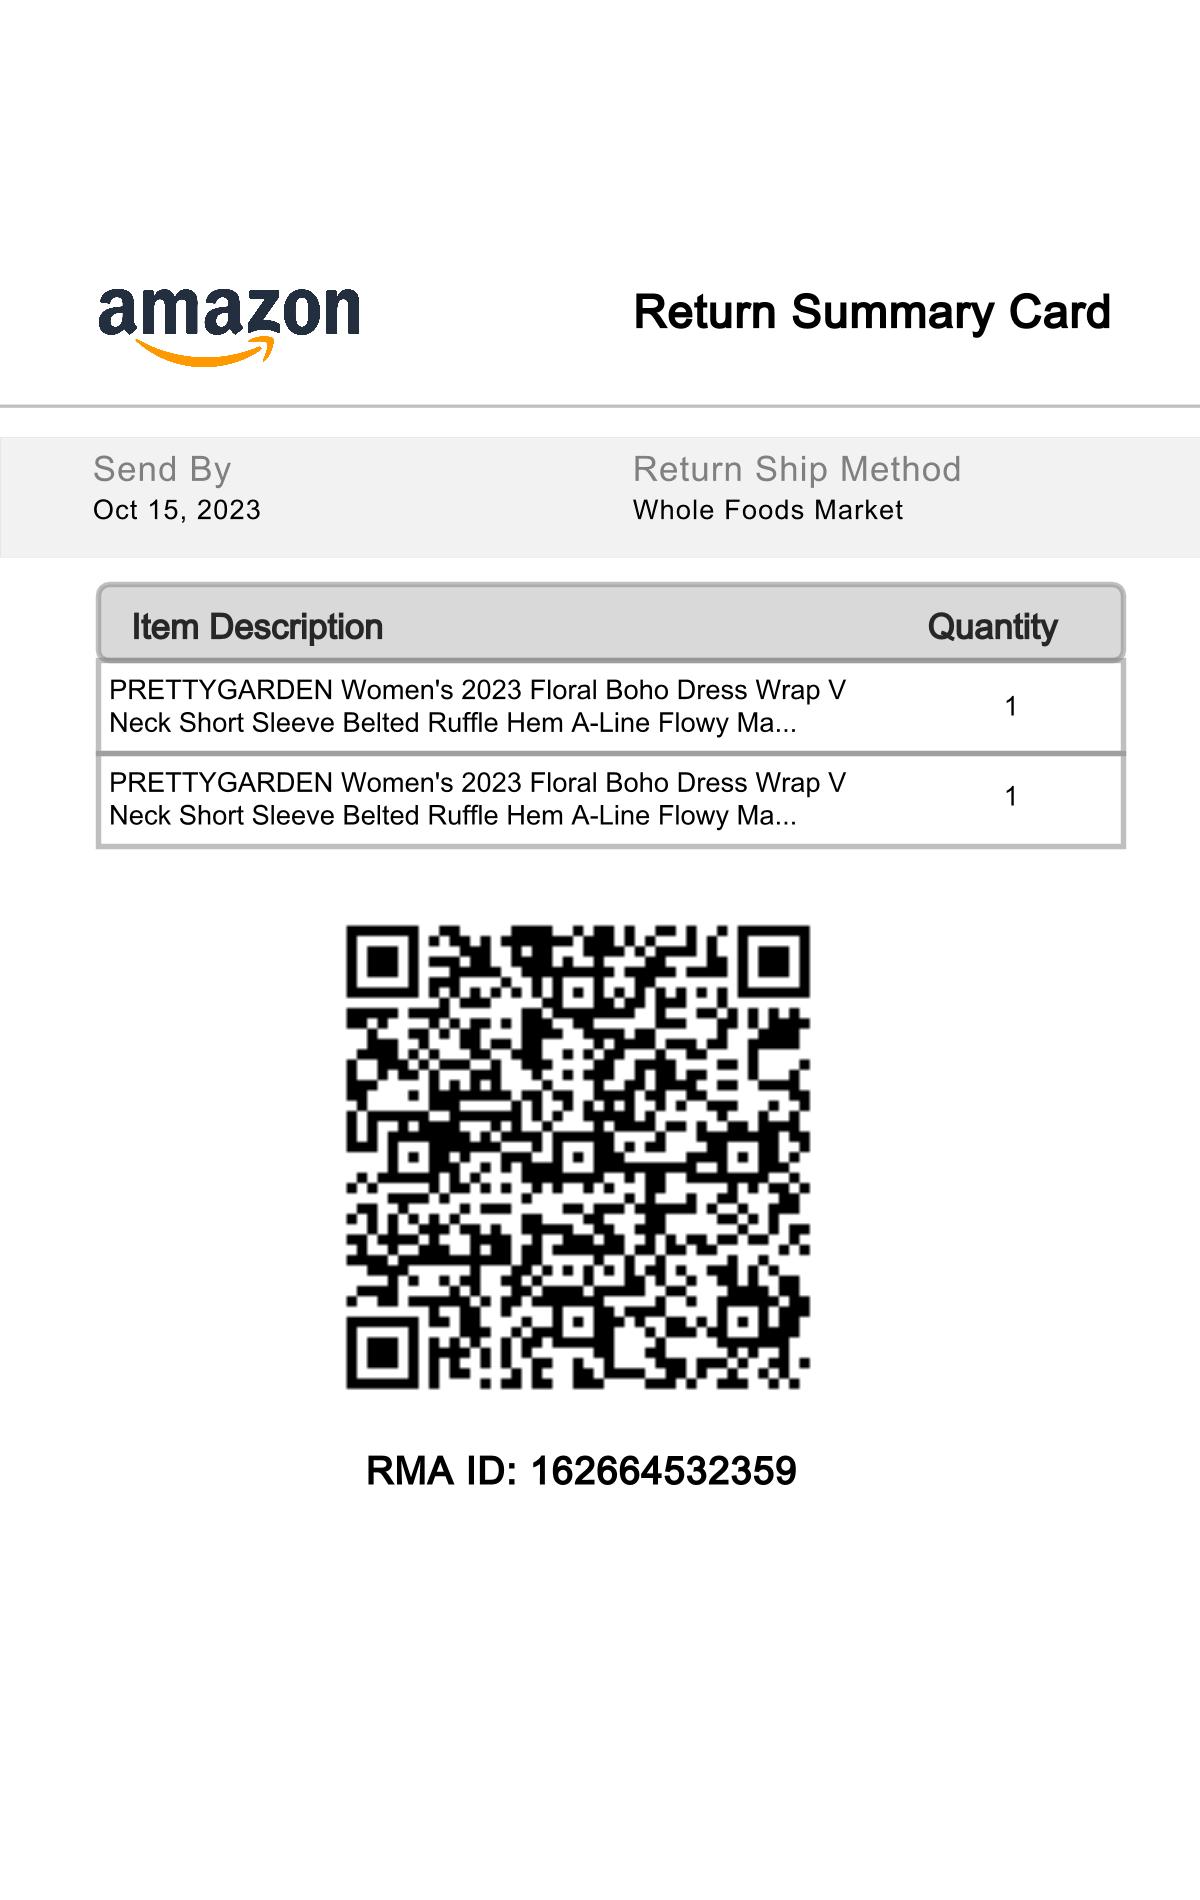 amazon
Return Summary Card
Send By
Oct 15, 2023
Return Ship Method
Whole Foods Market
Item Description Quantity
PRETTYGARDEN Women's 2023 Floral Boho Dress Wrap V
Neck Short Sleeve Belted Ruffle Hem A-Line Flowy Ma...
1
PRETTYGARDEN Women's 2023 Floral Boho Dress Wrap V
Neck Short Sleeve Belted Ruffle Hem A-Line Flowy Ma...
1
RMA ID: 162664532359